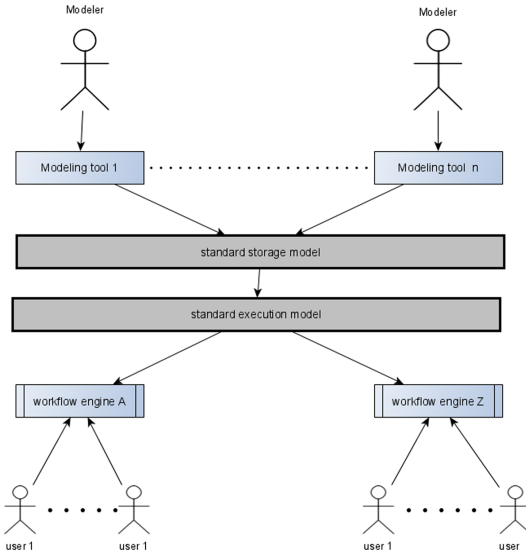 Modeler
Modeler
Modeling tool 1
Modeling tool n
standard storage model
standard execution model
workflow engine A
workflow engine Z
user 1
user 1
user 1
user